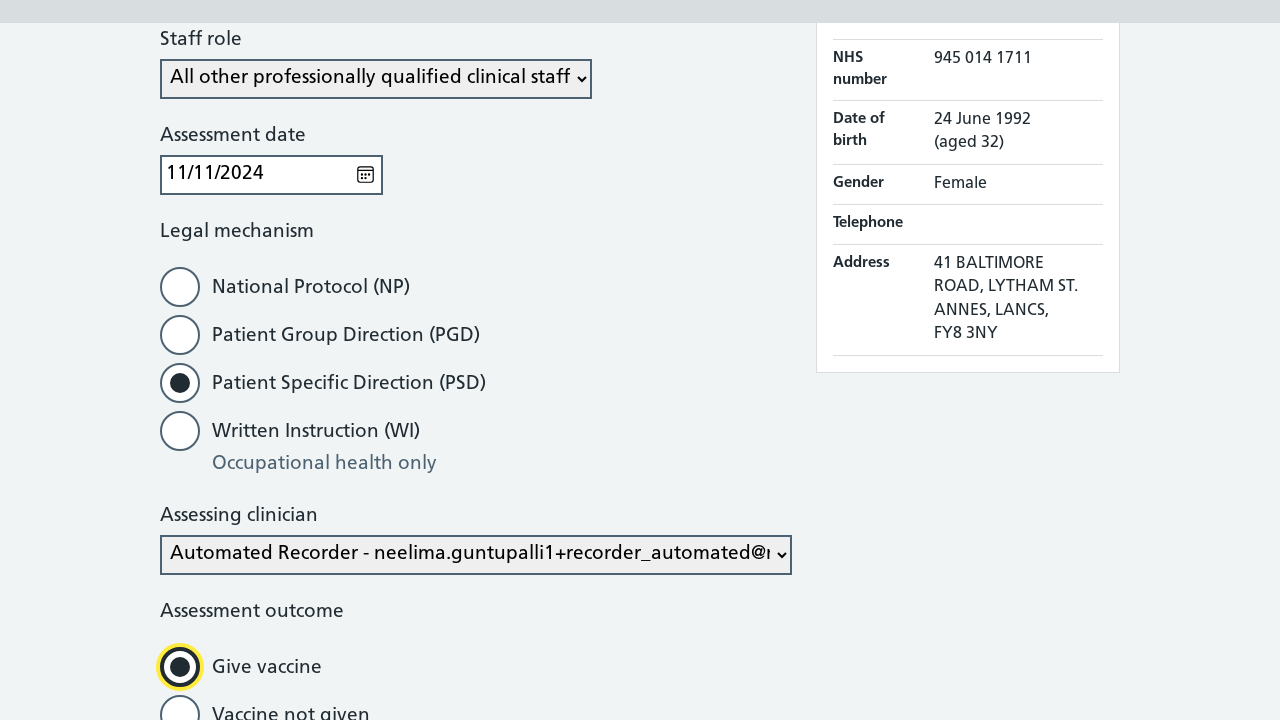 Staff role
All other professionally qualified clinical staff
Assessment date
11/11/2024
Legal mechanism
National Protocol (NP)
Patient Group Direction (PGD)
Patient Specific Direction (PSD)
Written Instruction (WI)
Occupational health only
Assessing clinician
Automated Recorder - neelima.guntupalli1+recorder_automated@
Assessment outcome
Give vaccine
Vaccine not given
NHS number
945 014 1711
Date of birth
24 June 1992
(aged 32)
Gender
Female
Telephone
Address
41 BALTIMORE
ROAD, LYTHAM ST.
ANNES, LANCS,
FY8 3NY